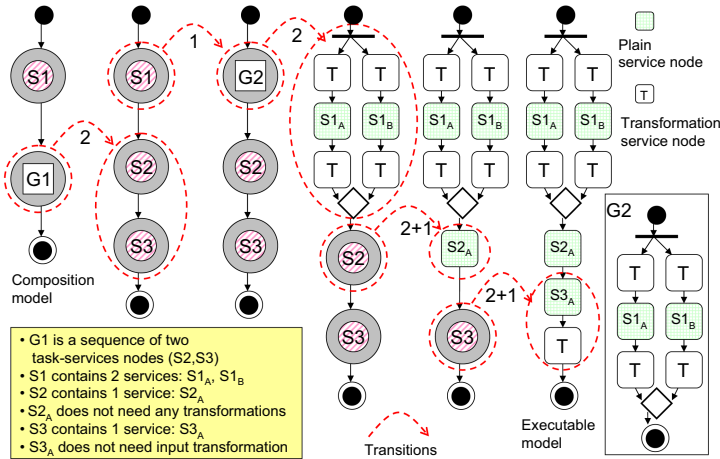 S1
G1
Composition
model
2
S1
S2
S3
1
G2
S2
S3
2
T
T
S1A
S1B
T
T
S2
S3
2+1
T
T
S1A
S1B
T
T
S2A
S3
2+1
T
T
S1A
S1B
T
T
S2A
S3A
T
Executable
model
Plain
service node
T
Transformation
service node
G2
T
T
S1A
S1B
T
T
• G1 is a sequence of two
task-services nodes (S2,S3)
• S1 contains 2 services: S1A, S1B
• S2 contains 1 service: S2A
• S2A does not need any transformations
• S3 contains 1 service: S3A
• S3A does not need input transformation
Transitions